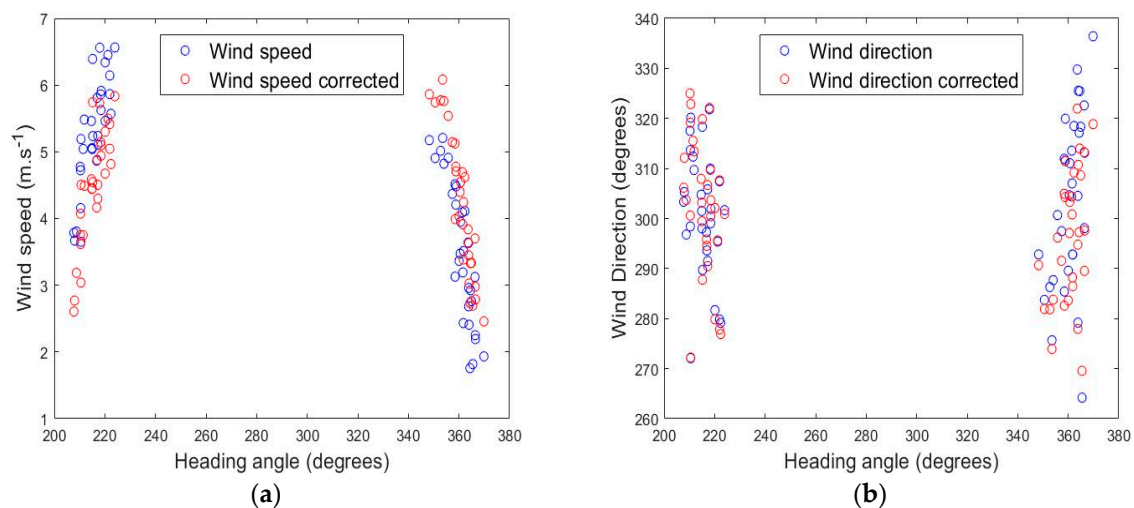 7
6
5
4
3
2
1
Wind speed (m.s⁻¹)
Wind speed
Wind speed corrected
200 220 240 260 280 300 320 340 360 380
Heading angle (degrees)
(a)
340
330
320
310
300
290
280
270
260
Wind Direction (degrees)
Wind direction
Wind direction corrected
200 220 240 260 280 300 320 340 360 380
Heading angle (degrees)
(b)